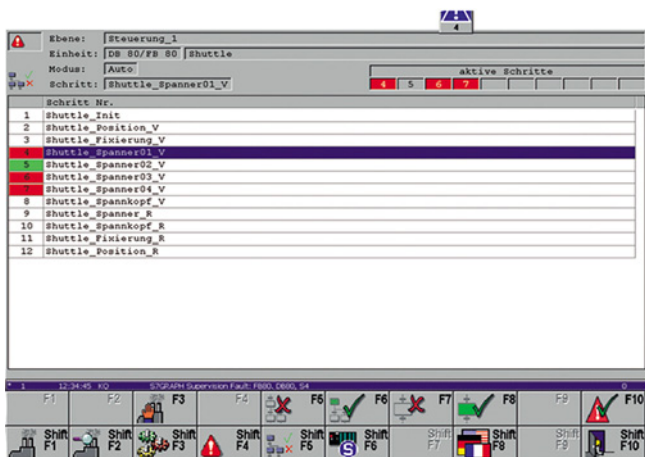 4
Ebene: Steuerung_1
Einheit: DB 80/FB 80 Shuttle
Modus: Auto
aktive Schritte
Schritt: Shuttle_Spanner01_V 4 5 6 7
Schritt Nr.
1 Shuttle_Init
2 Shuttle_Position_V
3 Shuttle_Fixierung_V
4 Shuttle_Spanner01_V
5 Shuttle_Spanner02_V
6 Shuttle_Spanner03_V
7 Shuttle_Spanner04_V
8 Shuttle_Spannkopf_V
9 Shuttle_Spanner_R
10 Shuttle_Spannkopf_R
11 Shuttle_Fixierung_R
12 Shuttle_Position_R
* 1 12:34:45 KQ S7GRAPH Supervision Fault: FB80, DB80, S4 0
F1 F2 F3 F4 F5 F6 F7 F8 F9 F10
Shift F1 Shift F2 Shift F3 Shift F4 Shift F5 S Shift F6 Shift F7 Shift F8 Shift F9 Shift F10